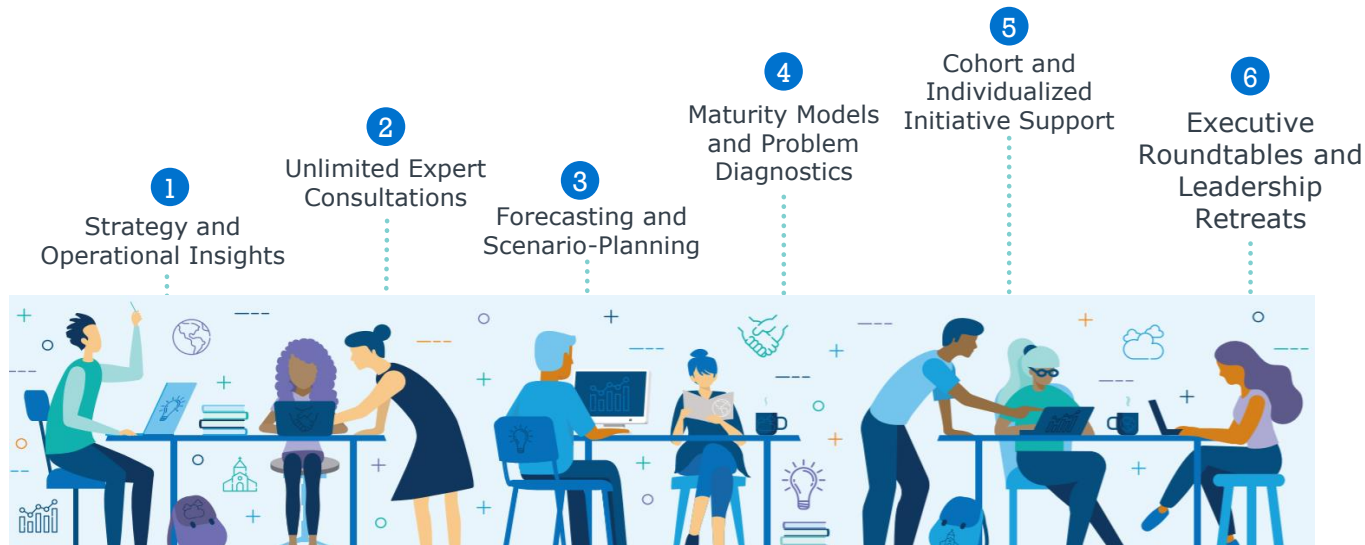 1
Strategy and
Operational Insights
2
Unlimited Expert
Consultations
3
Forecasting and
Scenario-Planning
4
Maturity Models
and Problem
Diagnostics
5
Cohort and
Individualized
Initiative Support
6
Executive
Roundtables and
Leadership
Retreats